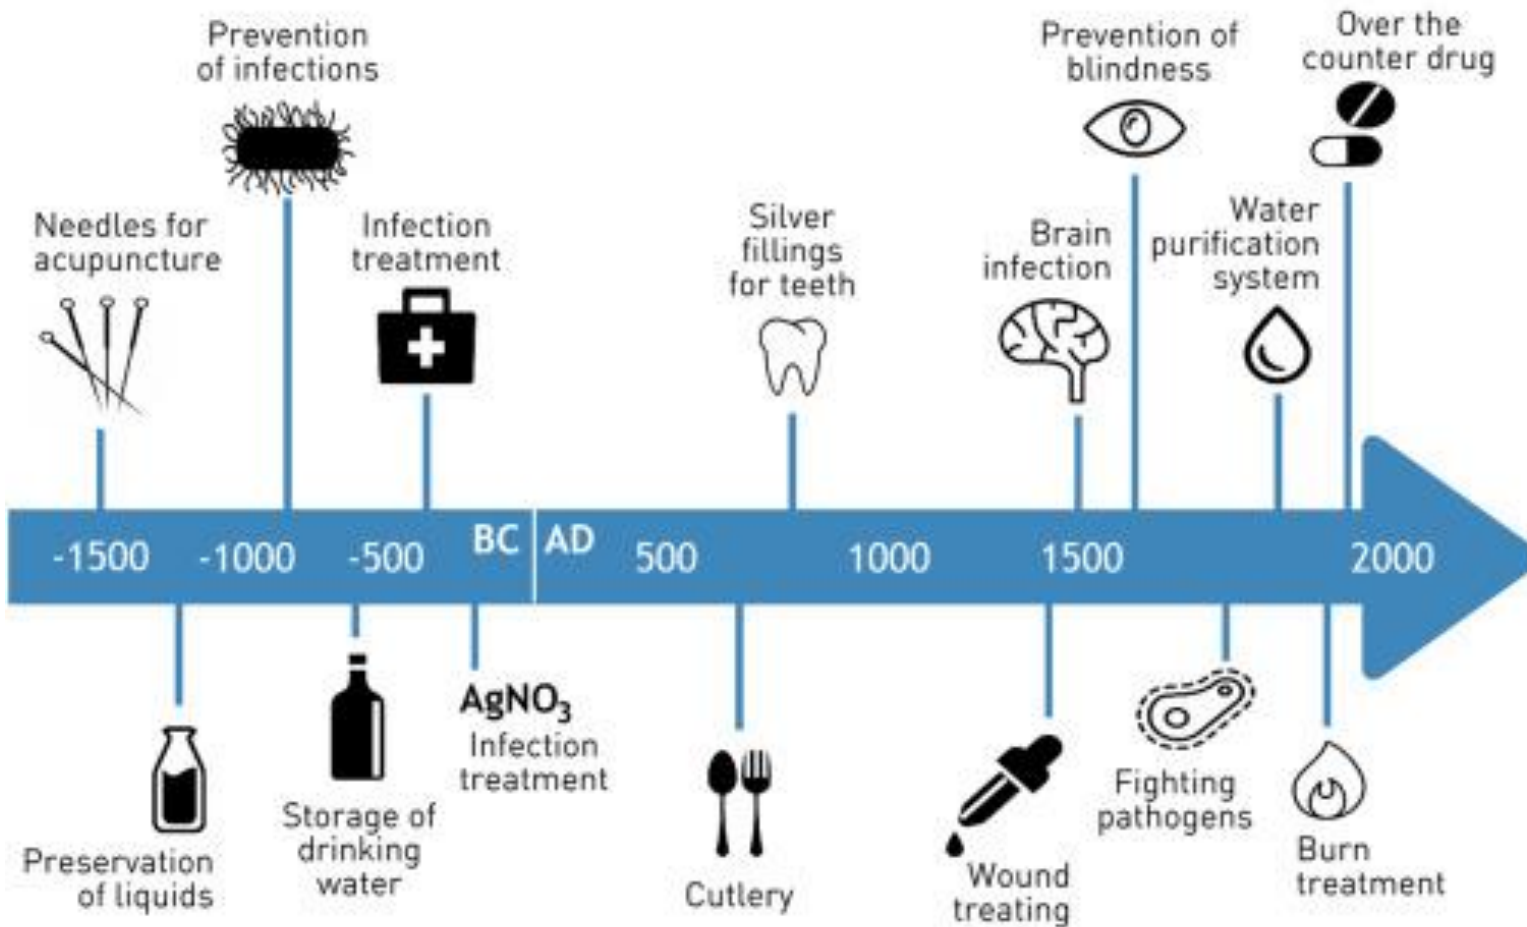 Prevention
of infections
Prevention of
blindness
Over the
counter drug
Needles for
acupuncture
Infection
treatment
Silver
fillings
for teeth
Brain
infection
Water
purification
system
-1500
-1000
-500
BC
AD
500
1000
1500
2000
Preservation
of liquids
Storage of
drinking
water
AgNO₃
Infection
treatment
Cutlery
Wound
treating
Fighting
pathogens
Burn
treatment